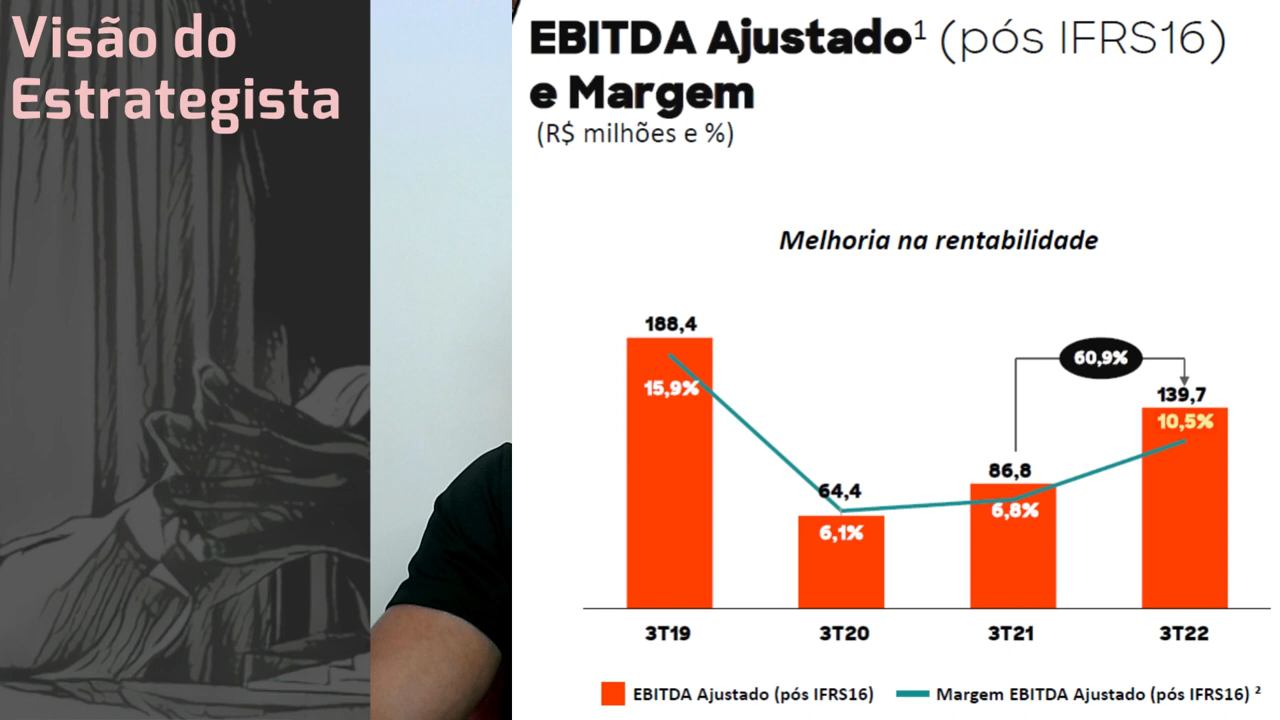 Visão do
Estrategista
EBITDA Ajustado¹ (pós IFRS16)
e Margem
(R$ milhões e %)
Melhoria na rentabilidade
188,4
15,9%
64,4
6,1%
86,8
6,8%
60,9%
139,7
10,5%
3T19 3T20 3T21 3T22
EBITDA Ajustado (pós IFRS16) Margem EBITDA Ajustado (pós IFRS16) ²